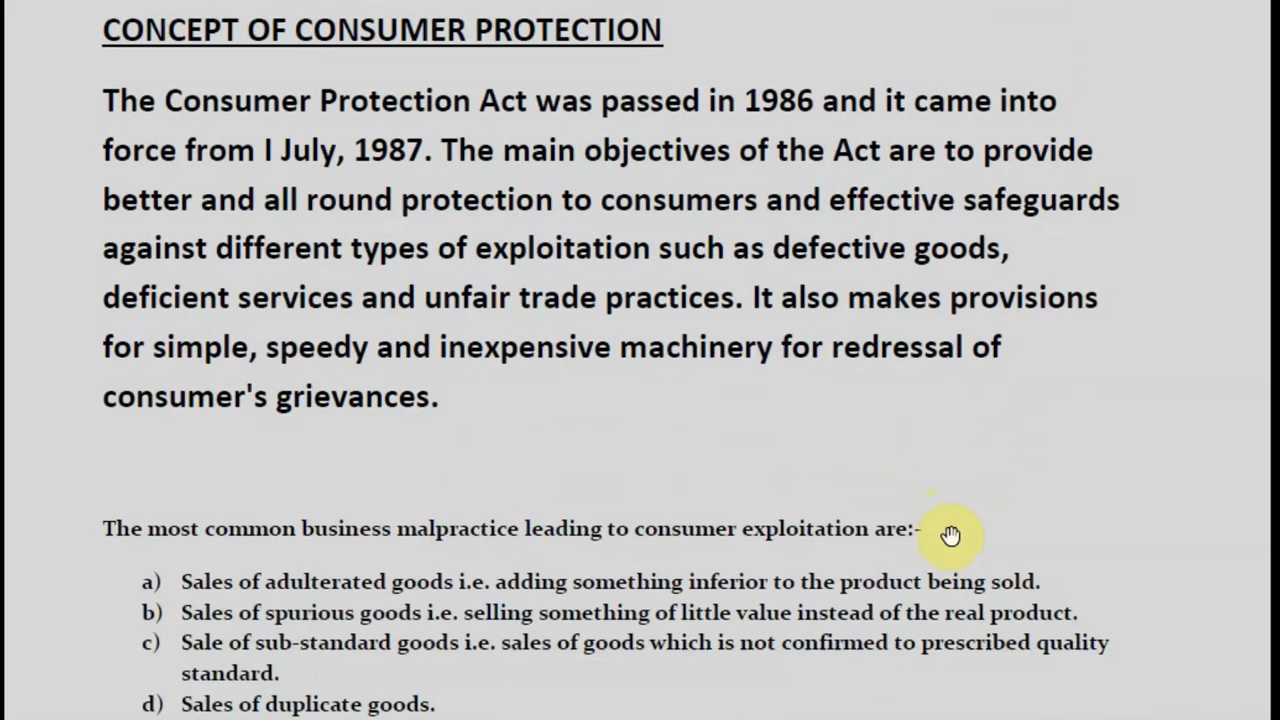 CONCEPT OF CONSUMER PROTECTION
The Consumer Protection Act was passed in 1986 and it came into
force from I July, 1987. The main objectives of the Act are to provide
better and all round protection to consumers and effective safeguards
against different types of exploitation such as defective goods,
deficient services and unfair trade practices. It also makes provisions
for simple, speedy and inexpensive machinery for redressal of
consumer's grievances.
The most common business malpractice leading to consumer exploitation are:-
a) Sales of adulterated goods i.e. adding something inferior to the product being sold.
b) Sales of spurious goods i.e. selling something of little value instead of the real product.
c) Sale of sub-standard goods i.e. sales of goods which is not confirmed to prescribed quality
standard.
d) Sales of duplicate goods.